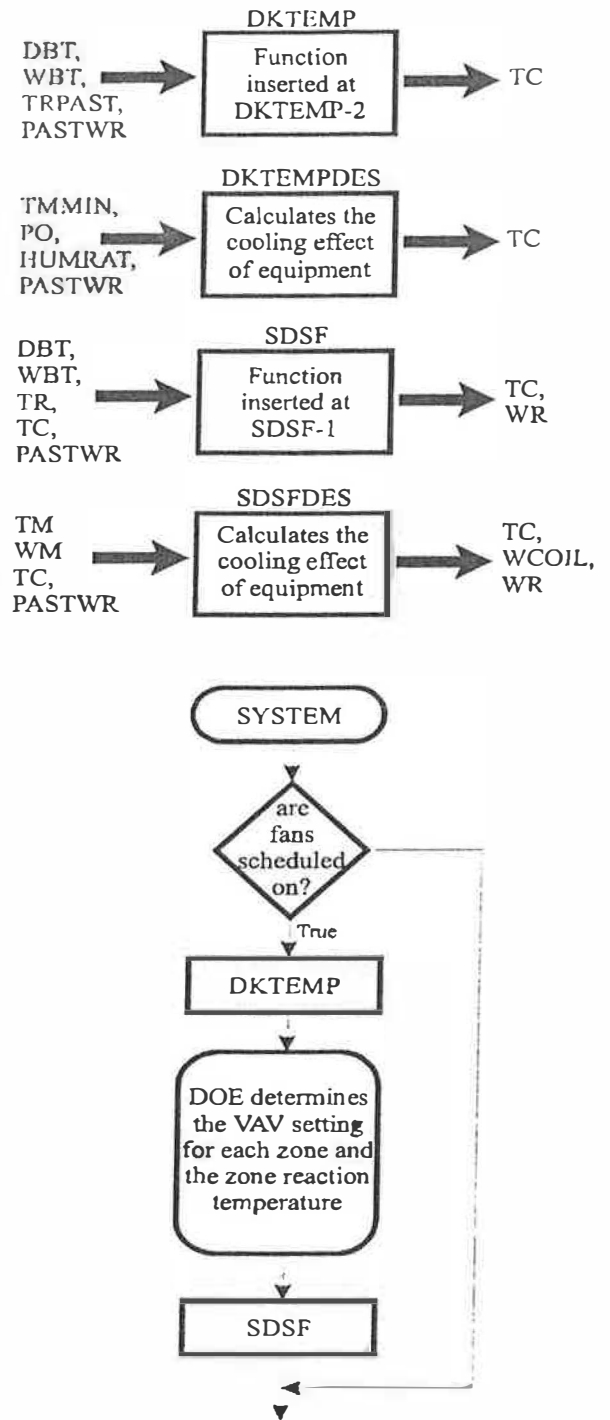 DKTEMP
DBT,
WBT,
TRPAST,
PASTWR
Function
inserted at
DKTEMP-2
TC
DKTEMPDES
TMMIN,
PO,
HUMRAT,
PASTWR
Calculates the
cooling effect
of equipment
TC
SDSF
DBT,
WBT,
TR,
TC,
PASTWR
Function
inserted at
SDSF-1
TC,
WR
SDSFDES
TM
WM
TC,
PASTWR
Calculates the
cooling effect
of equipment
TC,
WCOIL,
WR
SYSTEM
are
fans
scheduled
on?
True
DKTEMP
DOE determines
the VAV setting
for each zone and
the zone reaction
temperature
SDSF